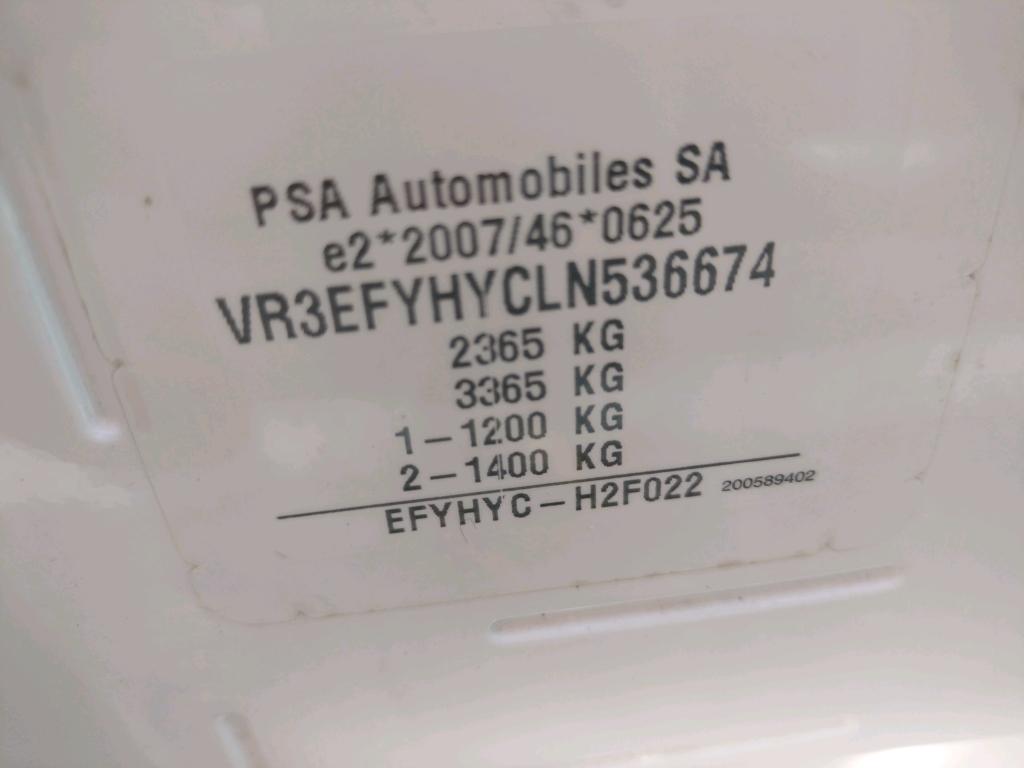 PSA Automobiles SA
e2*2007/46*0625
VR3EFYHYCLN536674
2365 KG
3365 KG
1-1200 KG
2-1400 KG
EFYHYC-H2F022 200589402